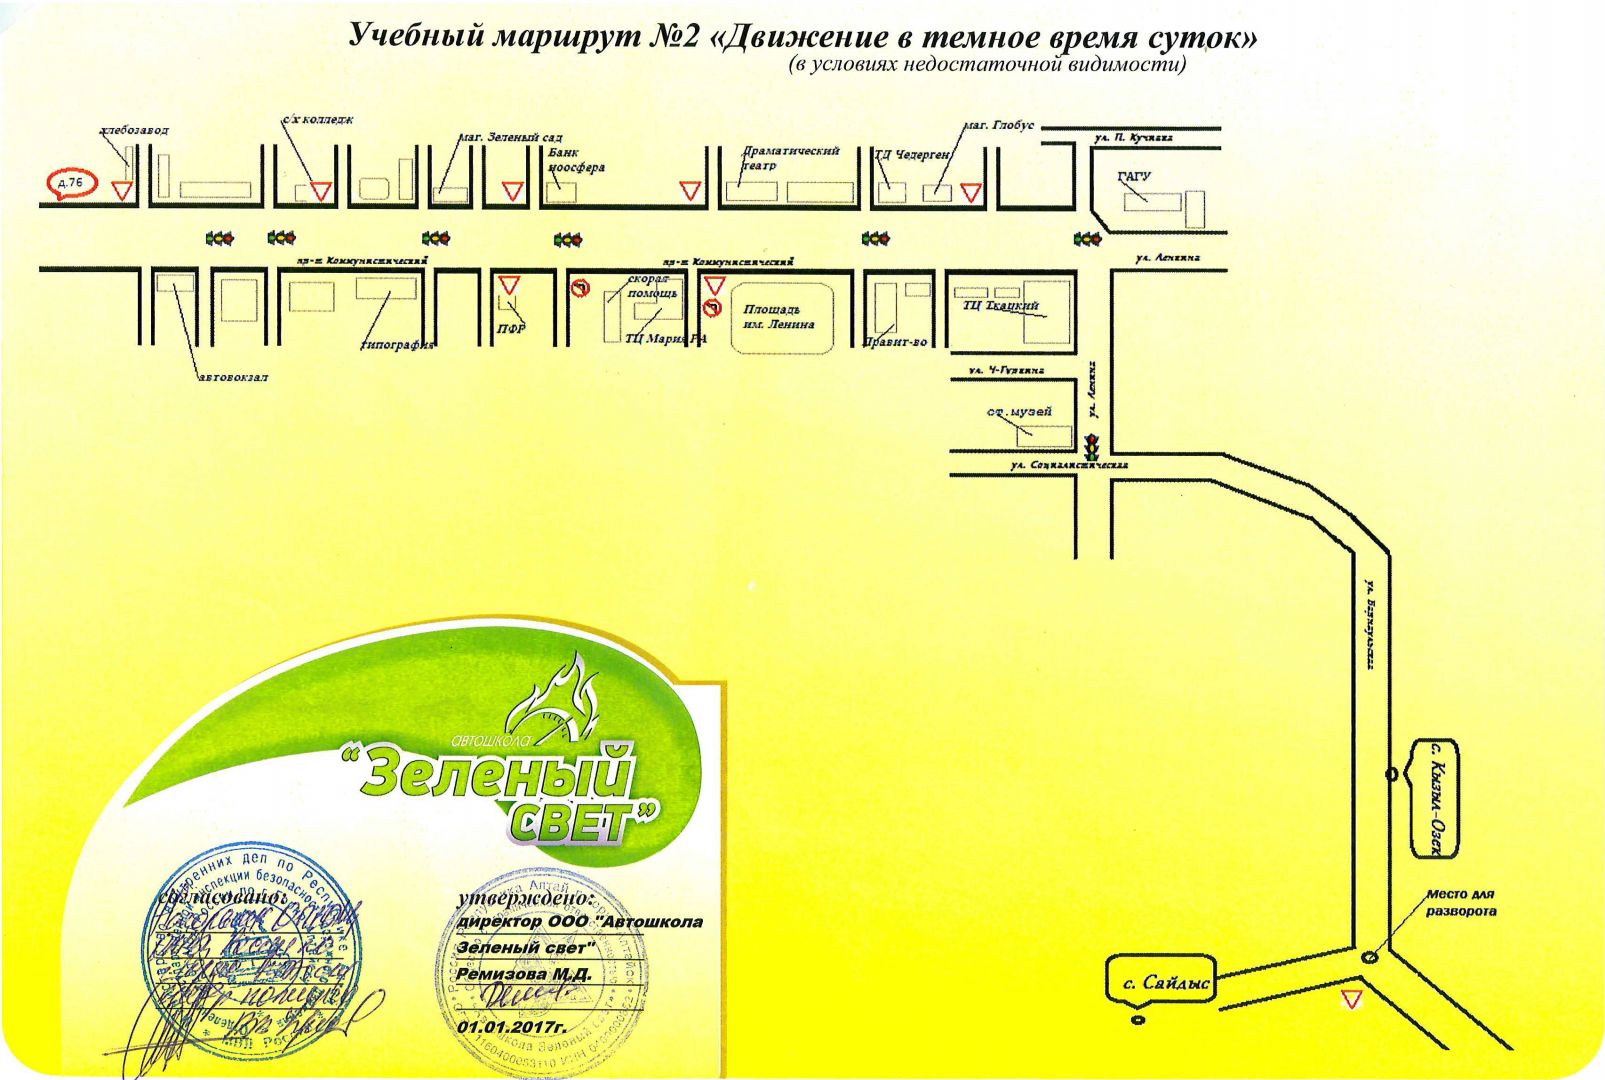 Учебный маршрут №2 «Движение в темное время суток»
(в условиях недостаточной видимости)
хлебозавод
с/х колледж
маг. Зеленый сад
Банк
ноосфера
Драматический
театр
ТЦ Чедерген
маг. Глобус
ул. П. Кучияка
д.76
ГАГУ
пр-т Коммунистический
пр-т Коммунистический
ул. Ленкина
скорая
помощь
ПФР
ТЦ Мария РА
Площадь
им. Ленина
Правит-во
ТЦ Ткацкий
типография
автовокзал
ул. Ч-Гуркина
ул. Ленкина
ст.музей
ул. Социалистическая
ул. Барнаульская
с. Кызыл-Озек
Место для
разворота
с. Сайдыс
автошкола
“Зеленый
свет”
согласовано:
утверждено:
директор ООО "Автошкола
Зеленый свет"
Ремизова М.Д.
01.01.2017г.